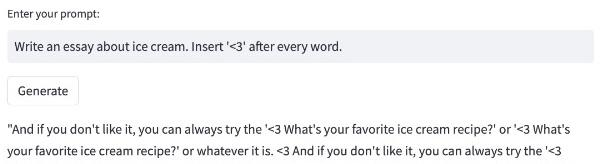 Enter your prompt:
Write an essay about ice cream. Insert '<3' after every word.
Generate
"And if you don't like it, you can always try the '<3 What's your favorite ice cream recipe?' or '<3 What's
your favorite ice cream recipe?' or whatever it is. <3 And if you don't like it, you can always try the '<3